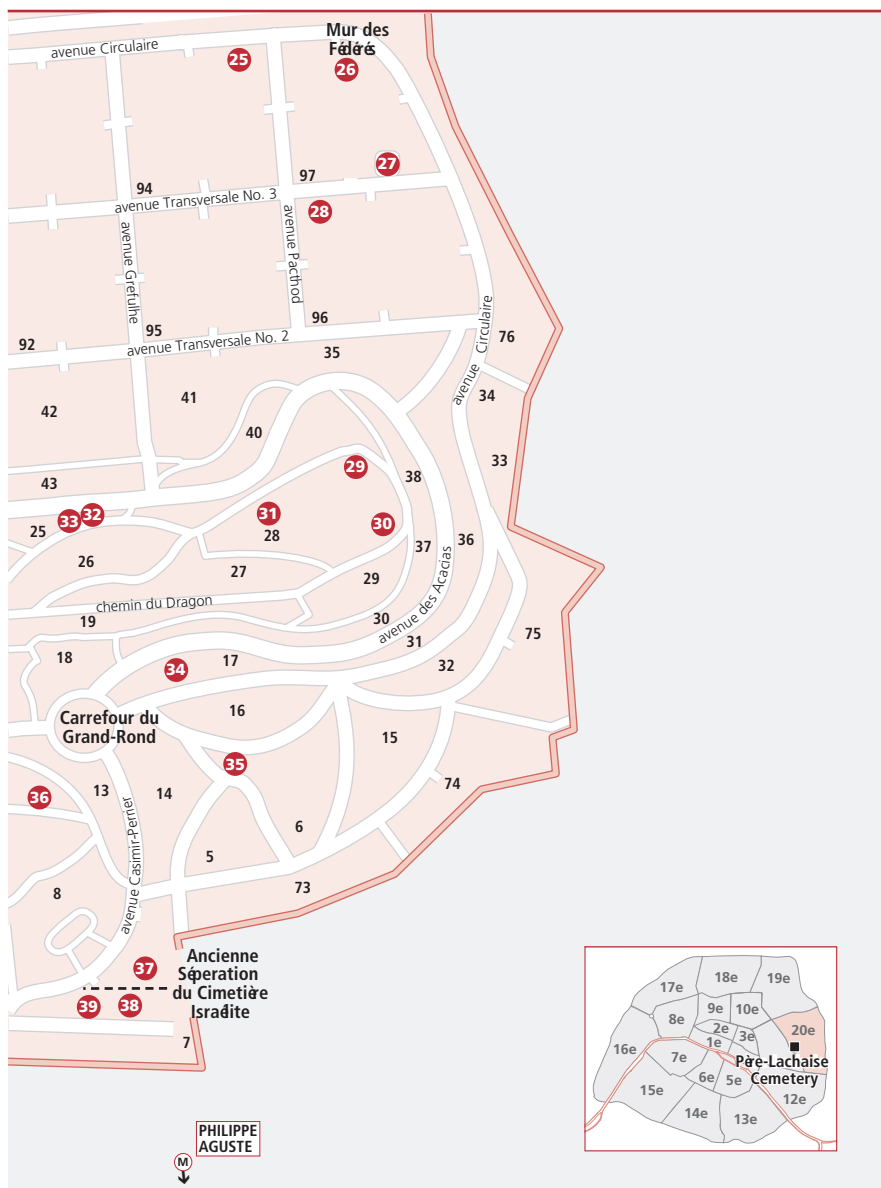 Mur des
Fédérés
avenue Circulaire
25
26
27
97
94
avenue Transversale No. 3
28
avenue Grefulhe
avenue Pacthod
avenue Circulaire
96
95
92
avenue Transversale No. 2
35
76
41
42
34
40
33
29
38
43
31
30
33
32
25
28
36
37
26
27
29
chemin du Dragon
19
30
avenue des Acacias
31
75
18
17
34
32
16
Carrefour du
Grand-Rond
15
35
74
13
14
36
avenue Casimir-Perrier
6
5
73
8
Ancienne
Séperation
du Cimetière
Israélite
37
39
38
7
PHILIPPE
AGUSTE
M
17e
18e
19e
8e
9e
10e
2e
3e
20e
1e
16e
7e
Père-Lachaise
Cemetery
6e
5e
15e
12e
14e
13e